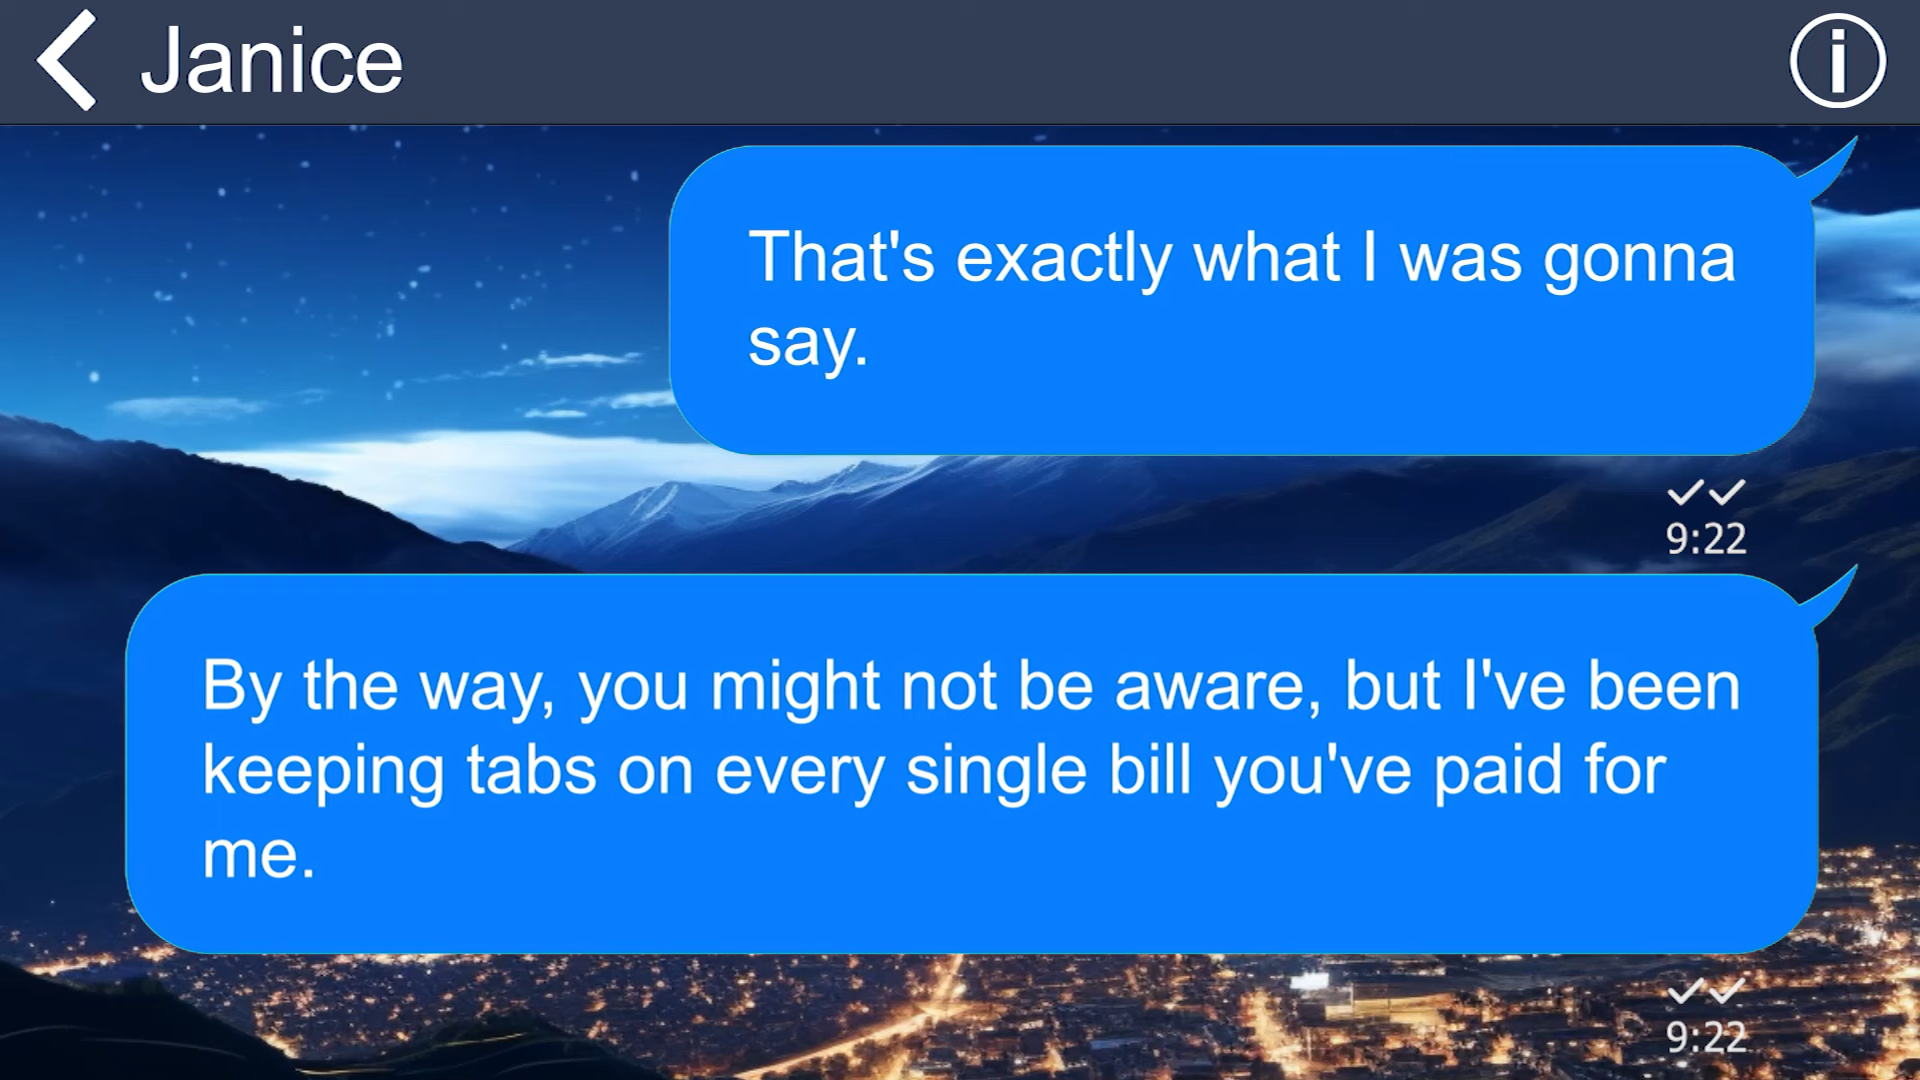 Janice
That's exactly what I was gonna
say.
9:22
By the way, you might not be aware, but I've been
keeping tabs on every single bill you've paid for
me.
9:22